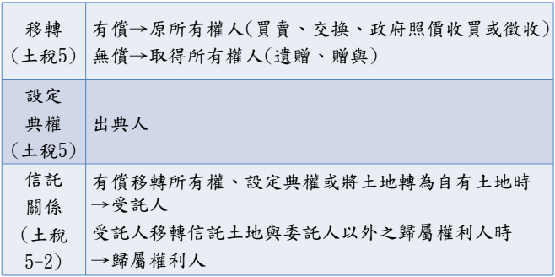 移轉
(土稅5)
有償→原所有權人(買賣、交換、政府照價收買或徵收)
無償→取得所有權人(遺贈、贈與)
設定
典權
(土稅5)
出典人
信託
關係
(土稅
5-2)
有償移轉所有權、設定典權或將土地轉為自有土地時
→受託人
受託人移轉信託土地與委託人以外之歸屬權利人時
→歸屬權利人